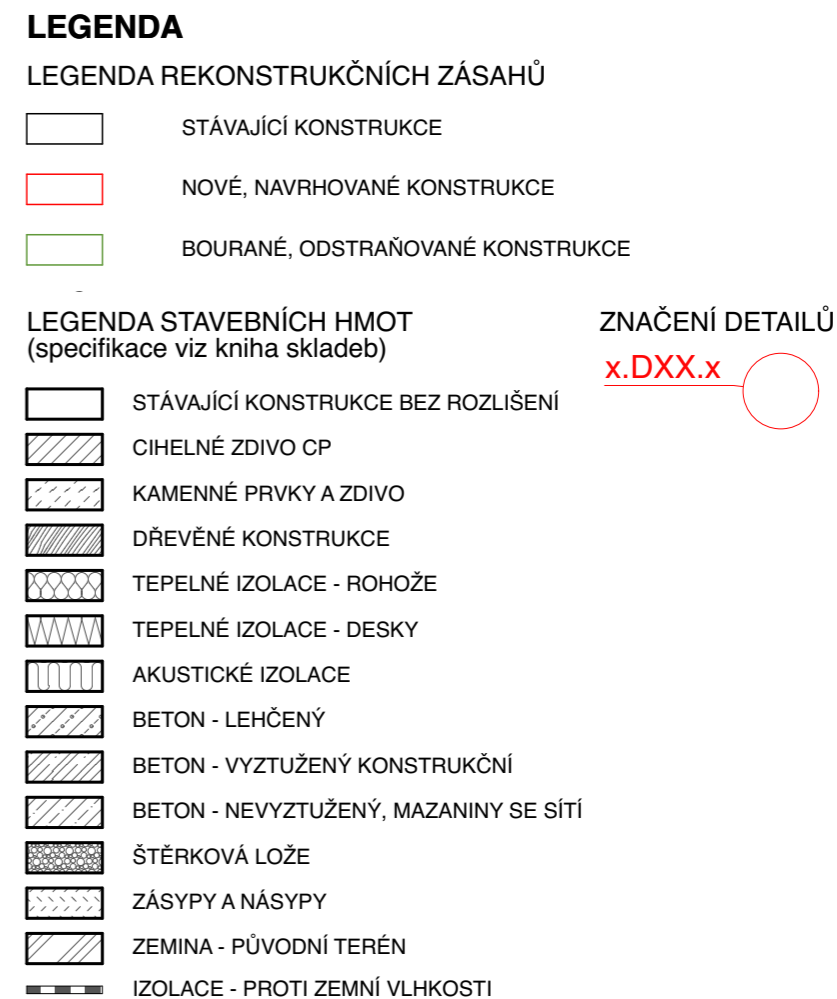 LEGENDA
LEGENDA REKONSTRUKČNÍCH ZÁSAHŮ
STÁVAJÍCÍ KONSTRUKCE
NOVÉ, NAVRHOVANÉ KONSTRUKCE
BOURANÉ, ODSTRAŇOVANÉ KONSTRUKCE
LEGENDA STAVEBNÍCH HMOT
(specifikace viz kniha skladeb)
STÁVAJÍCÍ KONSTRUKCE BEZ ROZLIŠENÍ
CIHELNÉ ZDIVO CP
KAMENNÉ PRVKY A ZDIVO
DŘEVĚNÉ KONSTRUKCE
TEPELNÉ IZOLACE - ROHOŽE
TEPELNÉ IZOLACE - DESKY
AKUSTICKÉ IZOLACE
BETON - LEHČENÝ
BETON - VYZTUŽENÝ KONSTRUKČNÍ
BETON - NEVYZTUŽENÝ, MAZANINY SE SÍTÍ
ŠTĚRKOVÁ LOŽE
ZÁSYPY A NÁSYPY
ZEMINA - PŮVODNÍ TERÉN
IZOLACE - PROTI ZEMNÍ VLHKOSTI
ZNAČENÍ DETAILŮ
x.DXX.x